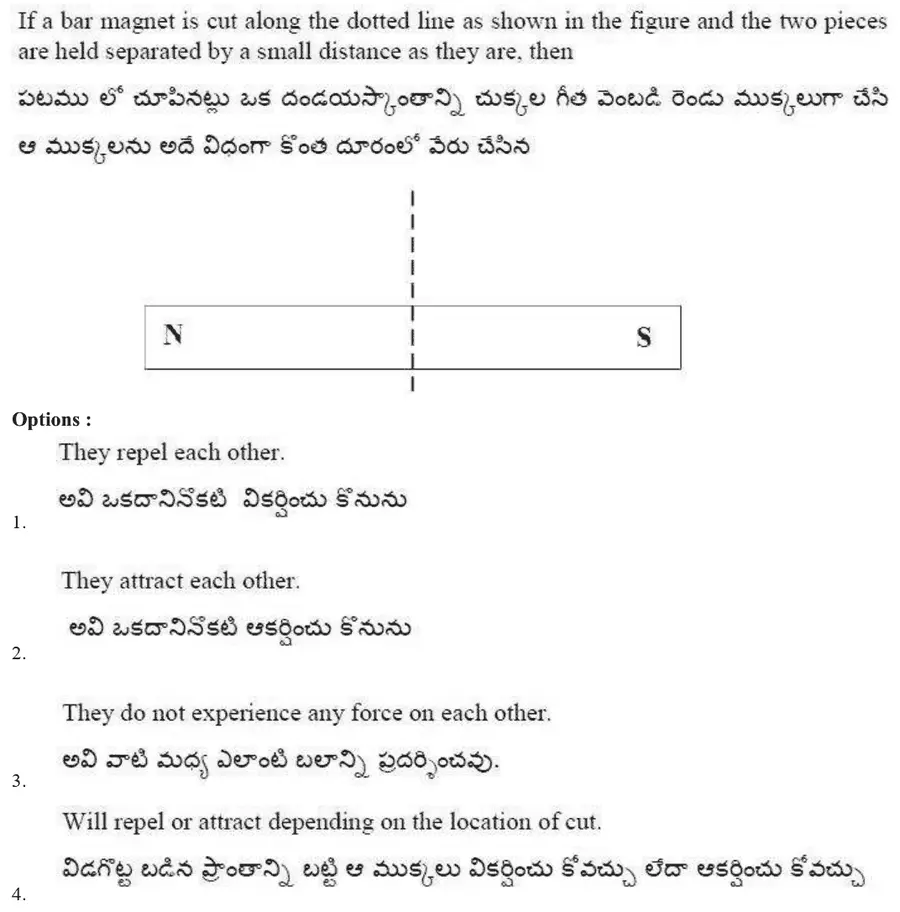 If a bar magnet is cut along the dotted line as shown in the figure and the two pieces
are held separated by a small distance as they are, then
పటము లో చూపినట్లు ఒక దండయస్కాంతాన్ని చుక్కల గీత వెంబడి రెండు ముక్కలుగా చేసి
ఆ ముక్కలను అదే విధంగా కొంత దూరంలో వేరు చేసిన
N
S
Options :
They repel each other.
అవి ఒకదానినొకటి వికర్షించు కొనును
1.
They attract each other.
అవి ఒకదానినొకటి ఆకర్షించు కొనును
2.
They do not experience any force on each other.
అవి వాటి మధ్య ఎలాంటి బలాన్ని ప్రదర్శించవు.
3.
Will repel or attract depending on the location of cut.
విడగొట్ట బడిన ప్రాంతాన్ని బట్టి ఆ ముక్కలు వికర్షించు కోవచ్చు లేదా ఆకర్షించు కోవచ్చు
4.